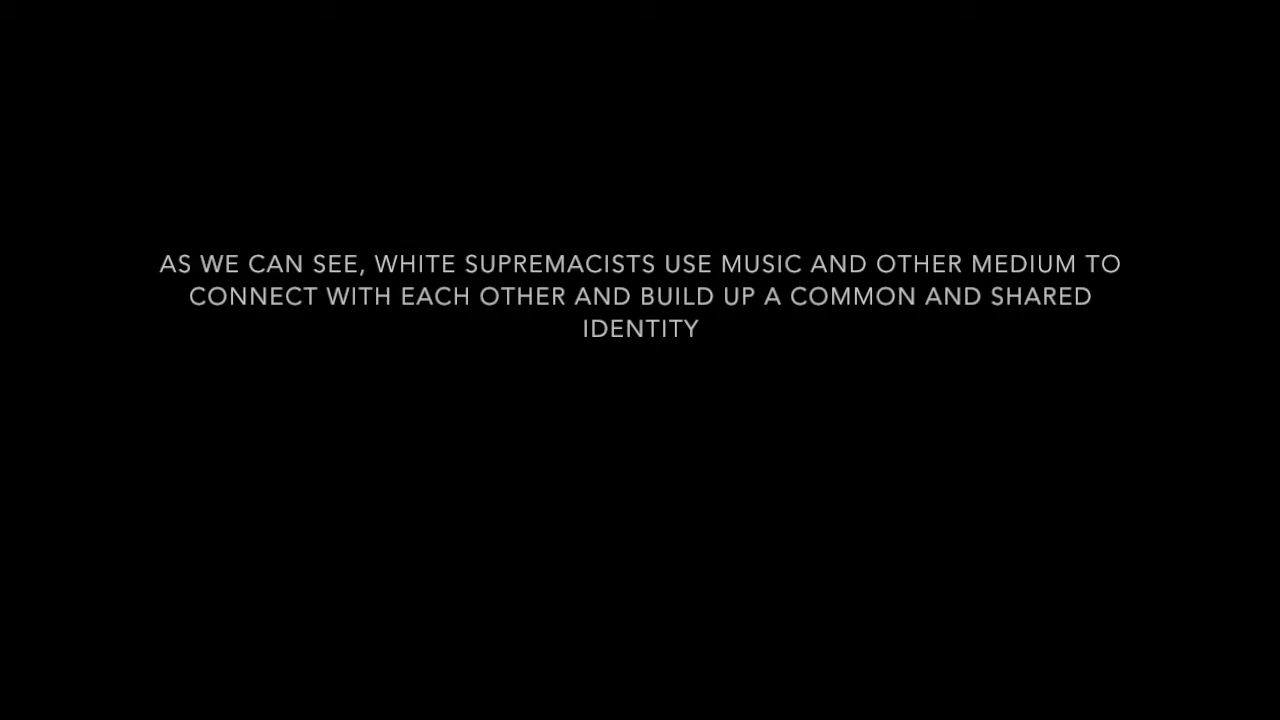 AS WE CAN SEE, WHITE SUPREMACISTS USE MUSIC AND OTHER MEDIUM TO
CONNECT WITH EACH OTHER AND BUILD UP A COMMON AND SHARED
IDENTITY